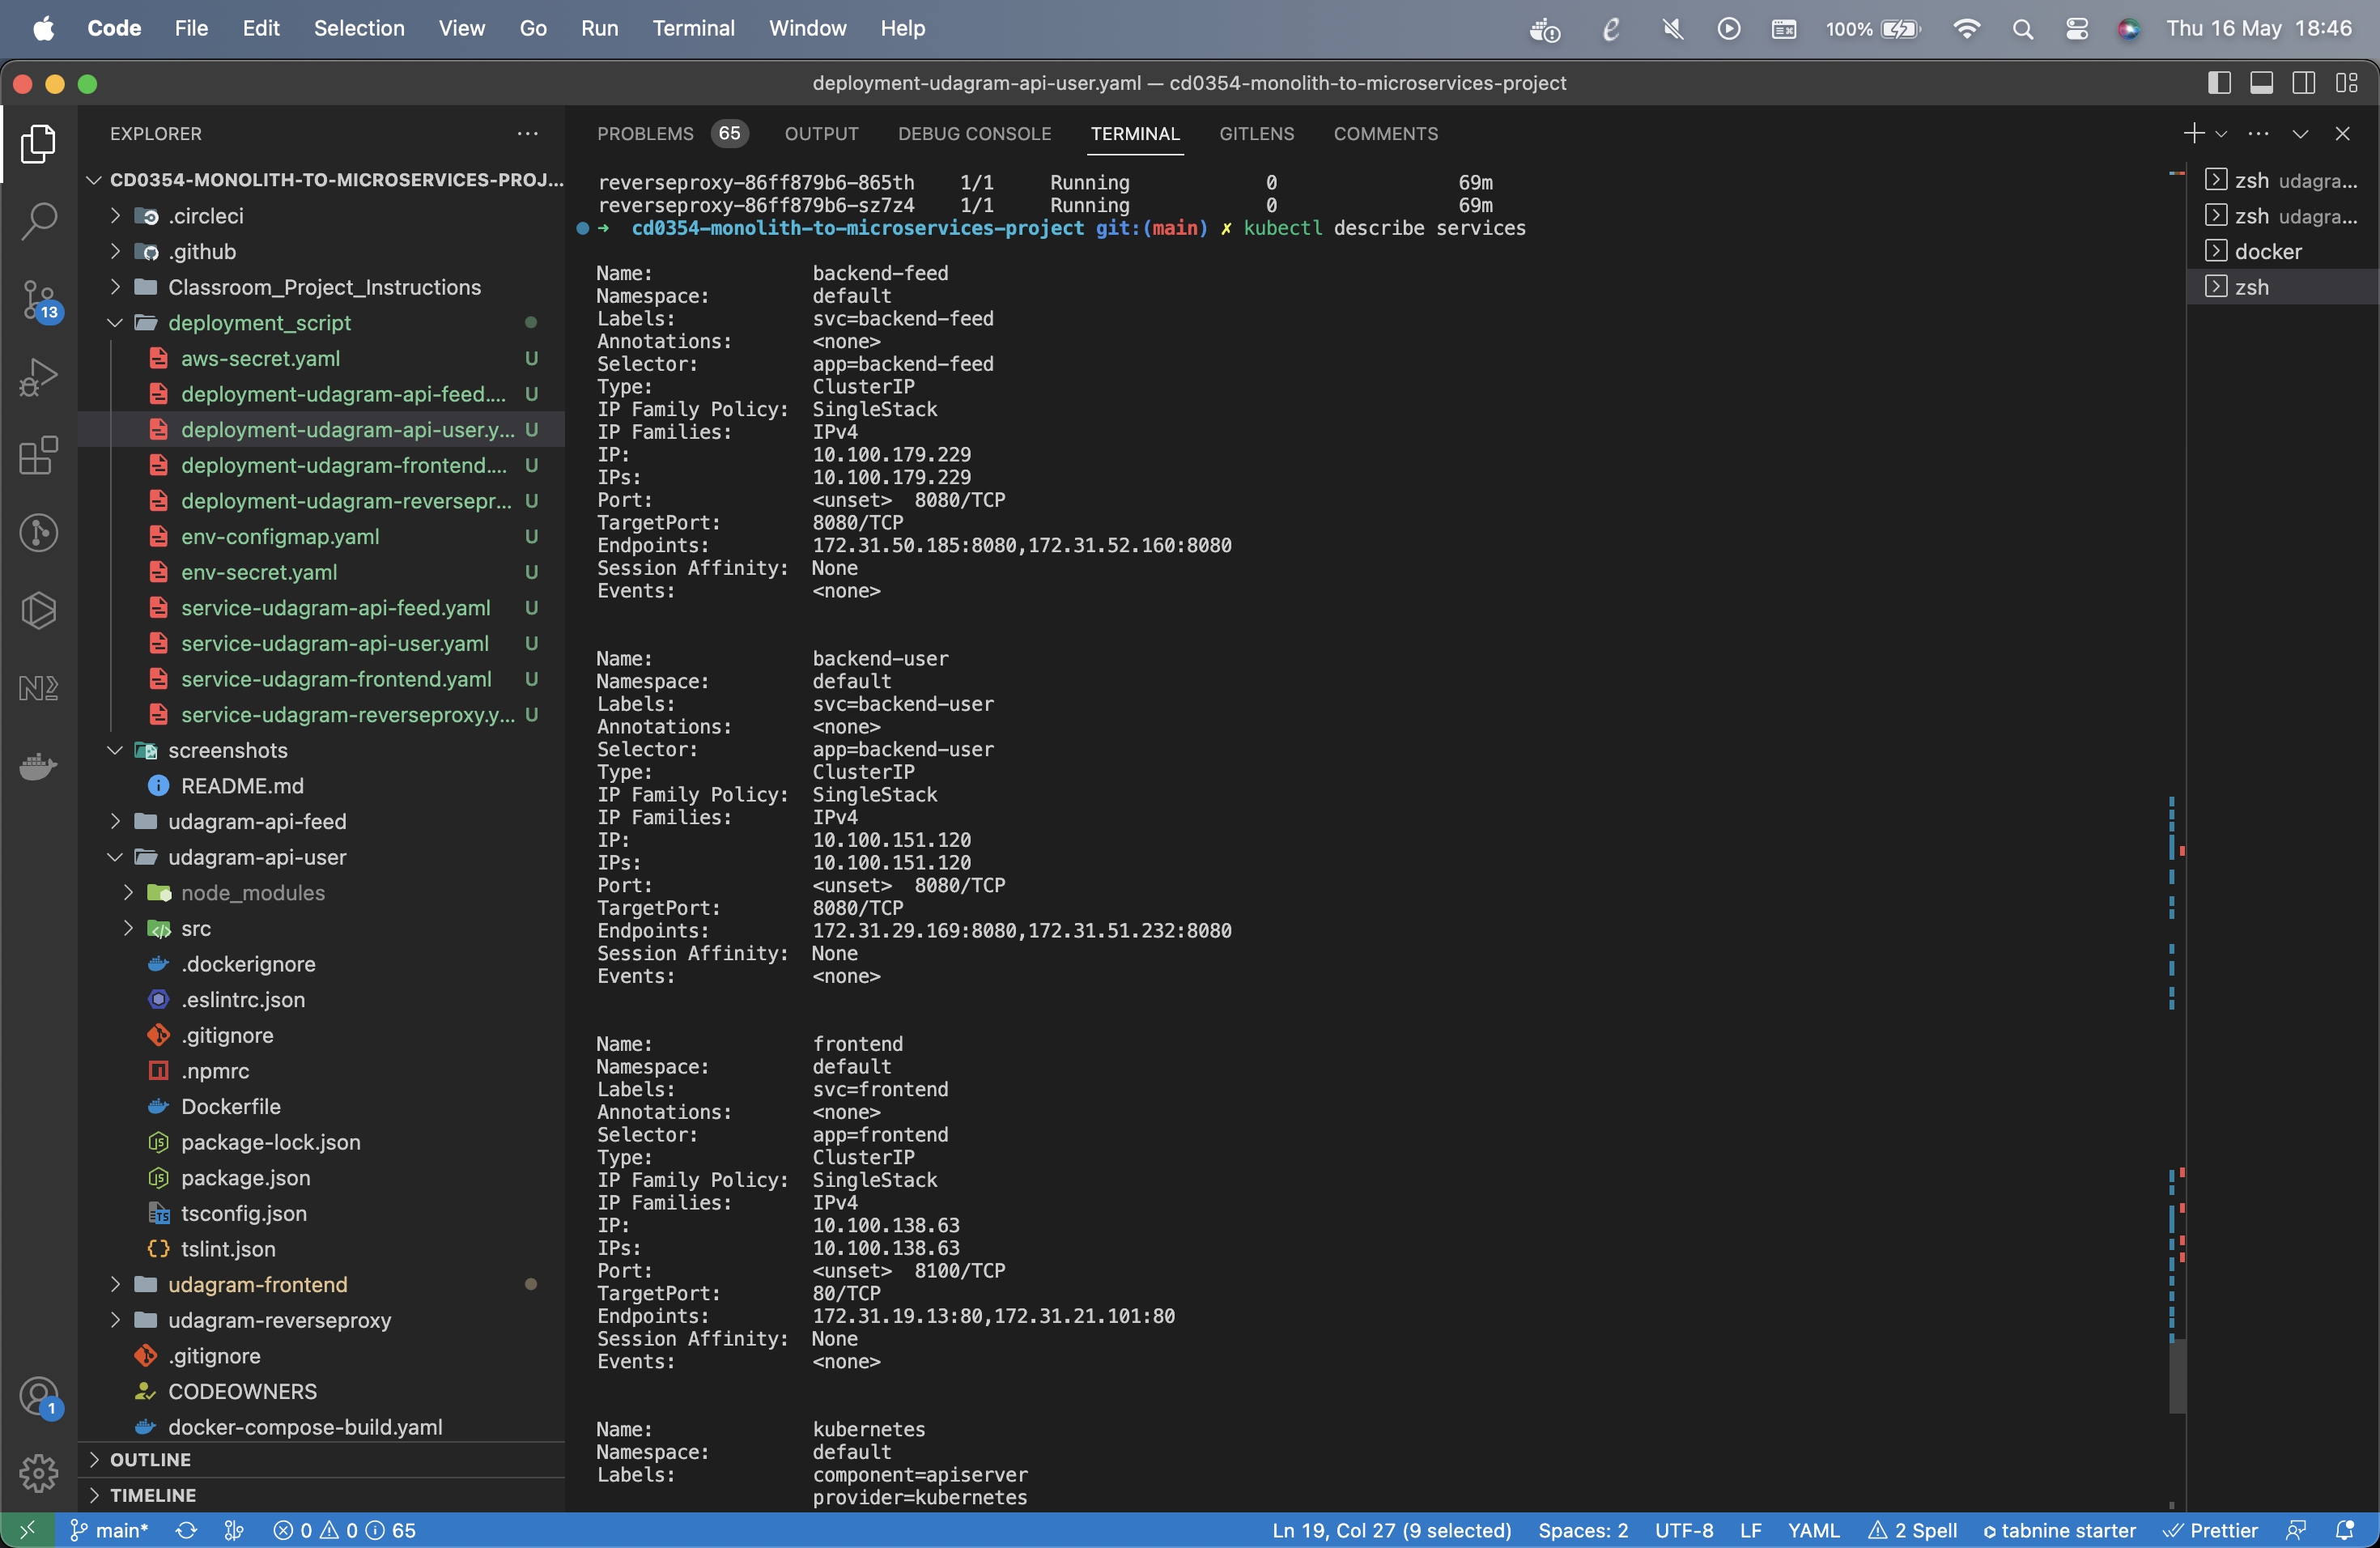 Code File Edit Selection View Go Run Terminal Window Help 100% Thu 16 May 18:46
deployment-udagram-api-user.yaml — cd0354-monolith-to-microservices-project
EXPLORER
CD0354-MONOLITH-TO-MICROSERVICES-PROJ...
.circleci
.github
Classroom_Project_Instructions
deployment_script
aws-secret.yaml U
deployment-udagram-api-feed.... U
deployment-udagram-api-user.y... U
deployment-udagram-frontend.... U
deployment-udagram-reversepr... U
env-configmap.yaml U
env-secret.yaml U
service-udagram-api-feed.yaml U
service-udagram-api-user.yaml U
service-udagram-frontend.yaml U
service-udagram-reverseproxy.y... U
screenshots
README.md
udagram-api-feed
udagram-api-user
node_modules
src
.dockerignore
.eslintrc.json
.gitignore
.npmrc
Dockerfile
package-lock.json
package.json
tsconfig.json
tslint.json
udagram-frontend
udagram-reverseproxy
.gitignore
CODEOWNERS
docker-compose-build.yaml
OUTLINE
TIMELINE
13
1
PROBLEMS 65 OUTPUT DEBUG CONSOLE TERMINAL GITLENS COMMENTS
reverseproxy-86ff879b6-865th 1/1 Running 0 69m
reverseproxy-86ff879b6-sz7z4 1/1 Running 0 69m
➜ cd0354-monolith-to-microservices-project git:(main) ✗ kubectl describe services
Name: backend-feed
Namespace: default
Labels: svc=backend-feed
Annotations: <none>
Selector: app=backend-feed
Type: ClusterIP
IP Family Policy: SingleStack
IP Families: IPv4
IP: 10.100.179.229
IPs: 10.100.179.229
Port: <unset> 8080/TCP
TargetPort: 8080/TCP
Endpoints: 172.31.50.185:8080,172.31.52.160:8080
Session Affinity: None
Events: <none>
Name: backend-user
Namespace: default
Labels: svc=backend-user
Annotations: <none>
Selector: app=backend-user
Type: ClusterIP
IP Family Policy: SingleStack
IP Families: IPv4
IP: 10.100.151.120
IPs: 10.100.151.120
Port: <unset> 8080/TCP
TargetPort: 8080/TCP
Endpoints: 172.31.29.169:8080,172.31.51.232:8080
Session Affinity: None
Events: <none>
Name: frontend
Namespace: default
Labels: svc=frontend
Annotations: <none>
Selector: app=frontend
Type: ClusterIP
IP Family Policy: SingleStack
IP Families: IPv4
IP: 10.100.138.63
IPs: 10.100.138.63
Port: <unset> 8100/TCP
TargetPort: 80/TCP
Endpoints: 172.31.19.13:80,172.31.21.101:80
Session Affinity: None
Events: <none>
Name: kubernetes
Namespace: default
Labels: component=apiserver
provider=kubernetes
zsh udagra...
zsh udagra...
docker
zsh
main* 0 0 65 Ln 19, Col 27 (9 selected) Spaces: 2 UTF-8 LF YAML 2 Spell tabnine starter Prettier